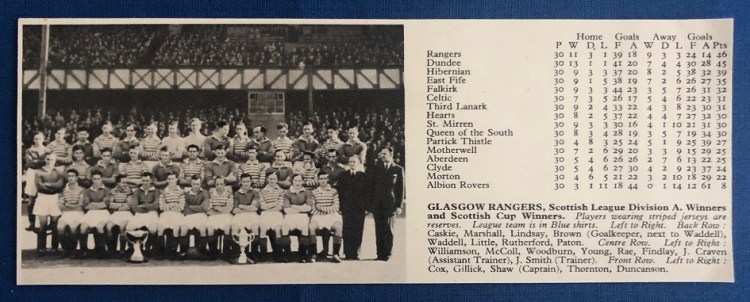 Home Goals Away Goals
P W D L F A W D L F A Pts
Rangers 30 11 3 1 39 18 9 3 3 24 14 46
Dundee 30 13 1 1 41 20 7 4 4 30 28 45
Hibernian 30 9 3 3 37 20 8 2 5 38 32 39
East Fife 30 9 1 5 38 19 7 2 6 26 27 35
Falkirk 30 9 3 3 44 23 3 5 7 26 31 32
Celtic 30 7 3 5 26 17 5 4 6 22 23 31
Third Lanark 30 9 2 4 33 22 4 3 8 23 30 31
Hearts 30 8 2 5 37 22 4 4 7 27 32 30
St. Mirren 30 9 3 3 30 16 4 1 10 21 31 30
Queen of the South 30 8 3 4 28 19 3 5 7 19 34 30
Partick Thistle 30 4 8 3 25 24 5 1 9 25 39 27
Motherwell 30 7 2 6 29 20 3 3 9 15 29 25
Aberdeen 30 5 4 6 26 26 2 7 6 13 22 25
Clyde 30 5 4 6 30 27 4 2 9 23 37 24
Morton 30 4 6 5 21 22 3 2 10 18 29 22
Albion Rovers 30 3 1 11 18 44 0 1 14 12 61 8
GLASGOW RANGERS, Scottish League Division A. Winners
and Scottish Cup Winners. Players wearing striped jerseys are
reserves. League team is in Blue shirts. Left to Right. Back Row :
Caskie, Marshall, Lindsay, Brown (Goalkeeper, next to Waddell),
Waddell, Little, Rutherford, Paton. Centre Row. Left to Right :
Williamson, McColl, Woodburn, Young, Rae, Findlay, J. Craven
(Assistant Trainer), J. Smith (Trainer). Front Row. Left to Right :
Cox, Gillick, Shaw (Captain), Thornton, Duncanson.